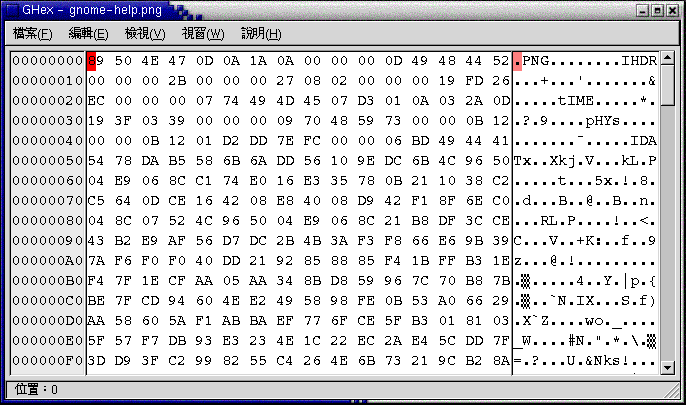 GHex - gnome-help.png
檔案(F) 編輯(E) 檢視(V) 視窗(W) 說明(H)
00000000 89 50 4E 47 0D 0A 1A 0A 00 00 00 0D 49 48 44 52 .PNG........IHDR
00000010 00 00 00 2B 00 00 00 27 08 02 00 00 00 19 FD 26 ...+...'.......&
00000020 EC 00 00 00 07 74 49 4D 45 07 D3 01 0A 03 2A 0D .....tIME.....*.
00000030 19 3F 03 39 00 00 00 09 70 48 59 73 00 00 0B 12 .?.9....pHYs....
00000040 00 00 0B 12 01 D2 DD 7E FC 00 00 06 BD 49 44 41 .......~.....IDA
00000050 54 78 DA B5 58 6B 6A DD 56 10 9E DC 6B 4C 96 50 Tx..Xkj.V...kL.P
00000060 04 E9 06 8C C1 74 E0 16 E3 35 78 0B 21 10 38 C2 .....t...5x.!.8.
00000070 C5 64 0D CE 16 42 08 E8 40 08 D9 42 F1 18 6F 6E .d...B..@..B..n
00000080 04 8C 07 52 4C 96 50 04 E9 06 8C 21 B8 DF 3C CE ...RL.P....!..<.
00000090 43 B2 E9 AF 56 D7 DC 2B 4B 3A F3 F8 66 E6 9B 39 C...V..+K:..f..9
000000A0 7A F6 F0 F0 40 DD 21 92 85 88 85 F4 1B FF B3 1E z...@.!.........
000000B0 F4 7F 1E CF AA 05 AA 34 8B D8 59 96 7C 70 B8 7B .▒.....4..Y.|p.{
000000C0 BE 7F CD 94 60 4E E2 49 58 98 FE 0B 53 A0 66 29 .▒..`N.IX...S.f)
000000D0 AA 58 60 5A F1 AB BA EF 77 6F CE 5F B3 01 81 03 .X`Z....wo._....
000000E0 5F 57 F7 DB 93 E3 23 4E 1C 22 EC 2A E4 5C DD 7F _W....#N.".*.\.▒
000000F0 3D D9 3F C2 99 82 55 C4 26 4E 6B 73 21 9C B2 8A =.?...U.&Nks!...
位置：0